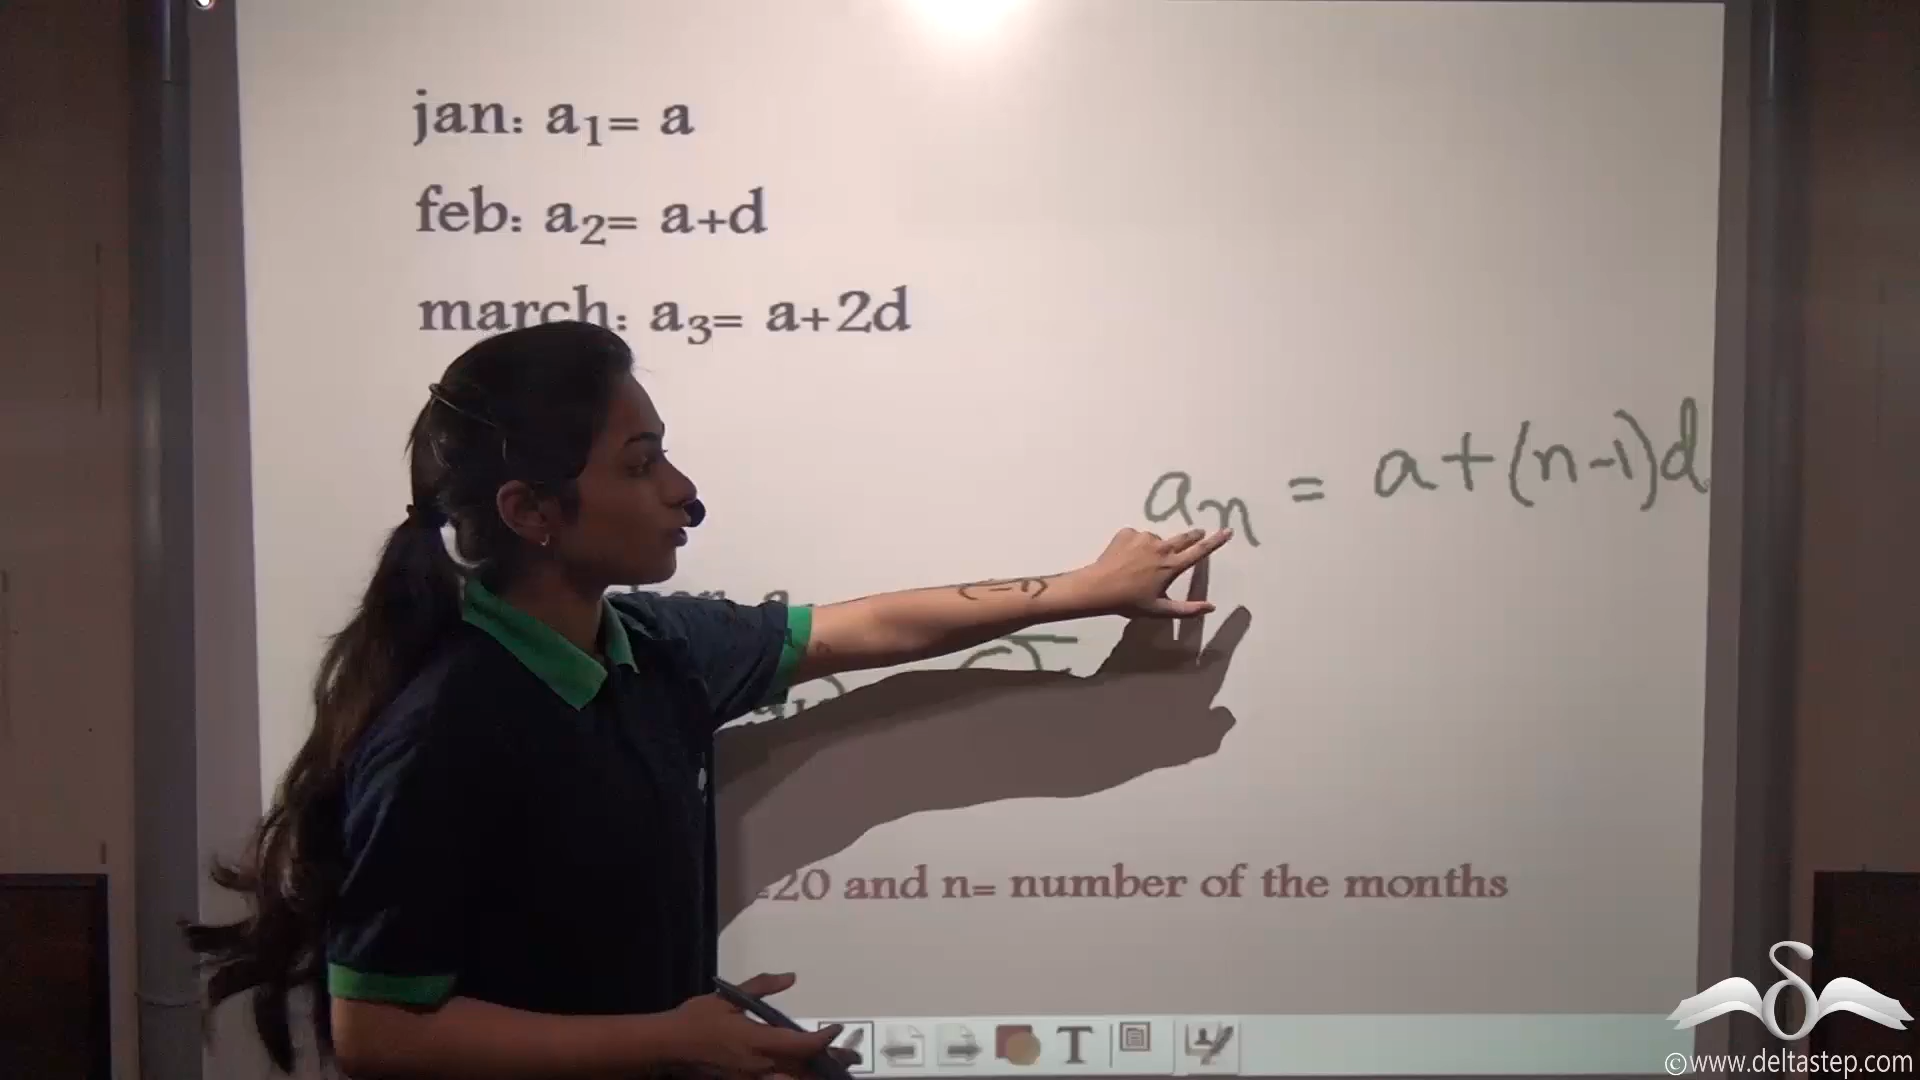 jan: a₁= a
feb: a₂= a+d
march: a₃= a+2d
aₙ = a+(n-1)d
=20 and n= number of the months
T
©www.deltastep.com